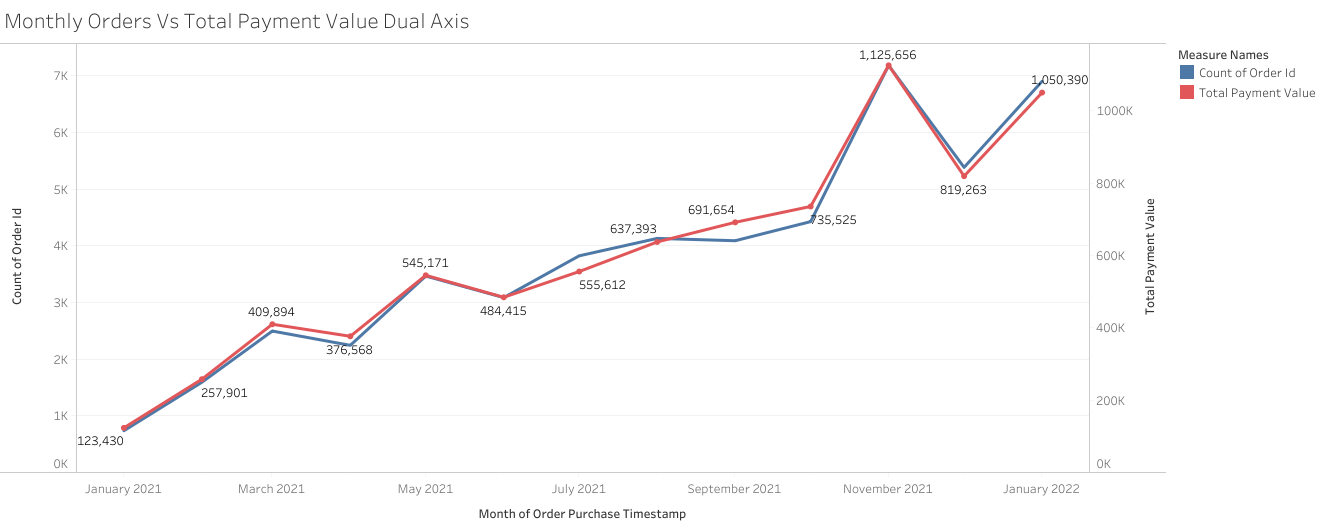 Monthly Orders Vs Total Payment Value Dual Axis
Measure Names
Count of Order Id
Total Payment Value
Count of Order Id
7K
6K
5K
4K
3K
2K
1K
0K
123,430
257,901
409,894
376,568
545,171
484,415
555,612
637,393
691,654
735,525
1,125,656
819,263
1,050,390
1000K
800K
600K
400K
200K
0K
Total Payment Value
January 2021
March 2021
May 2021
July 2021
September 2021
November 2021
January 2022
Month of Order Purchase Timestamp